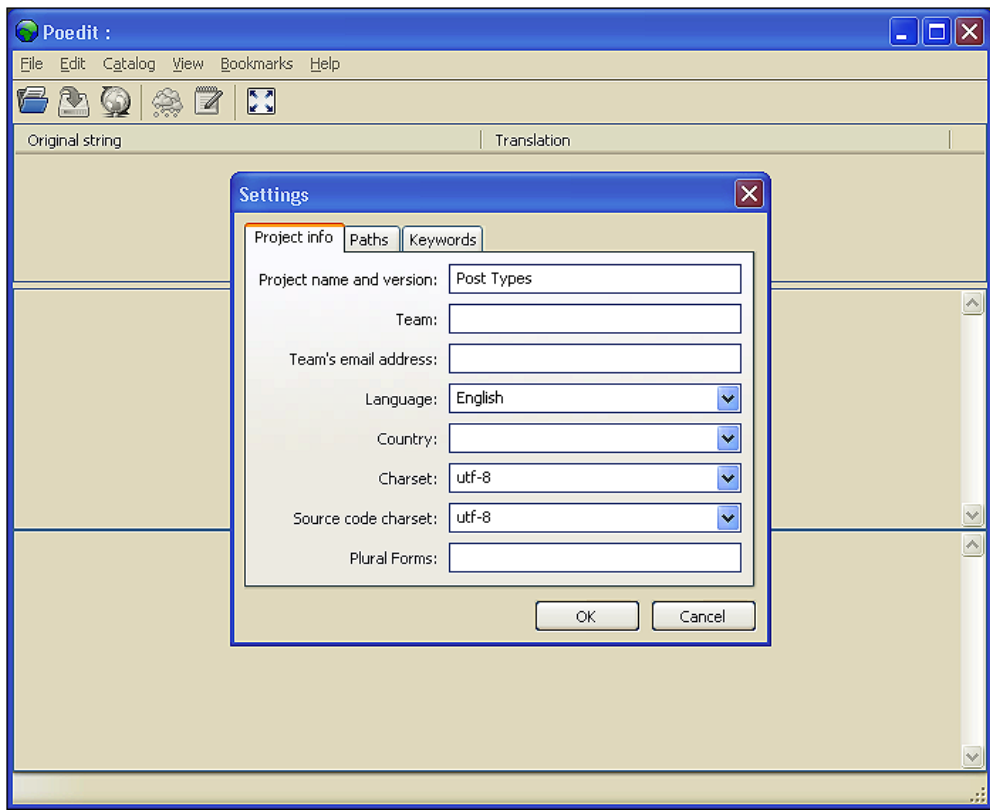 Poedit :
File Edit Catalog View Bookmarks Help
Original string Translation
Settings
Project info Paths Keywords
Project name and version: Post Types
Team:
Team's email address:
Language: English
Country:
Charset: utf-8
Source code charset: utf-8
Plural Forms:
OK Cancel